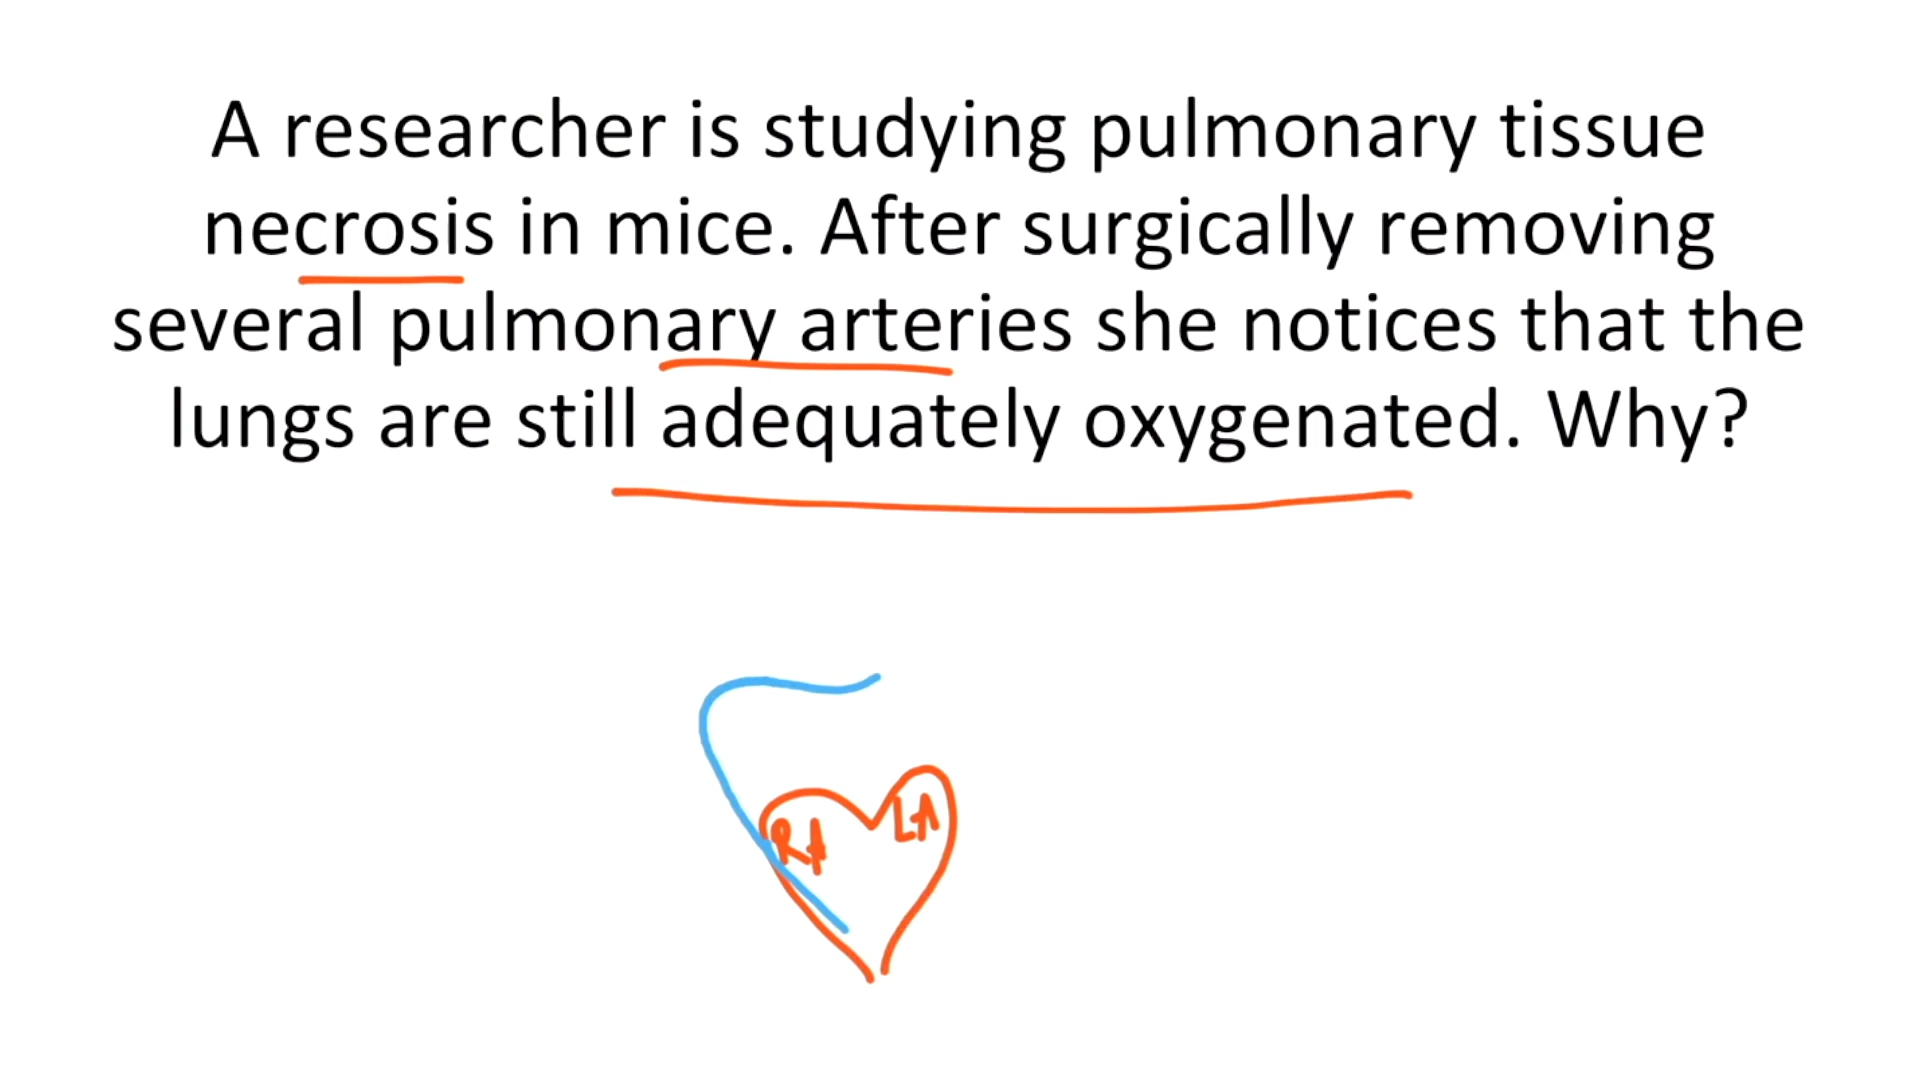 A researcher is studying pulmonary tissue
necrosis in mice. After surgically removing
several pulmonary arteries she notices that the
lungs are still adequately oxygenated. Why?
RA LA